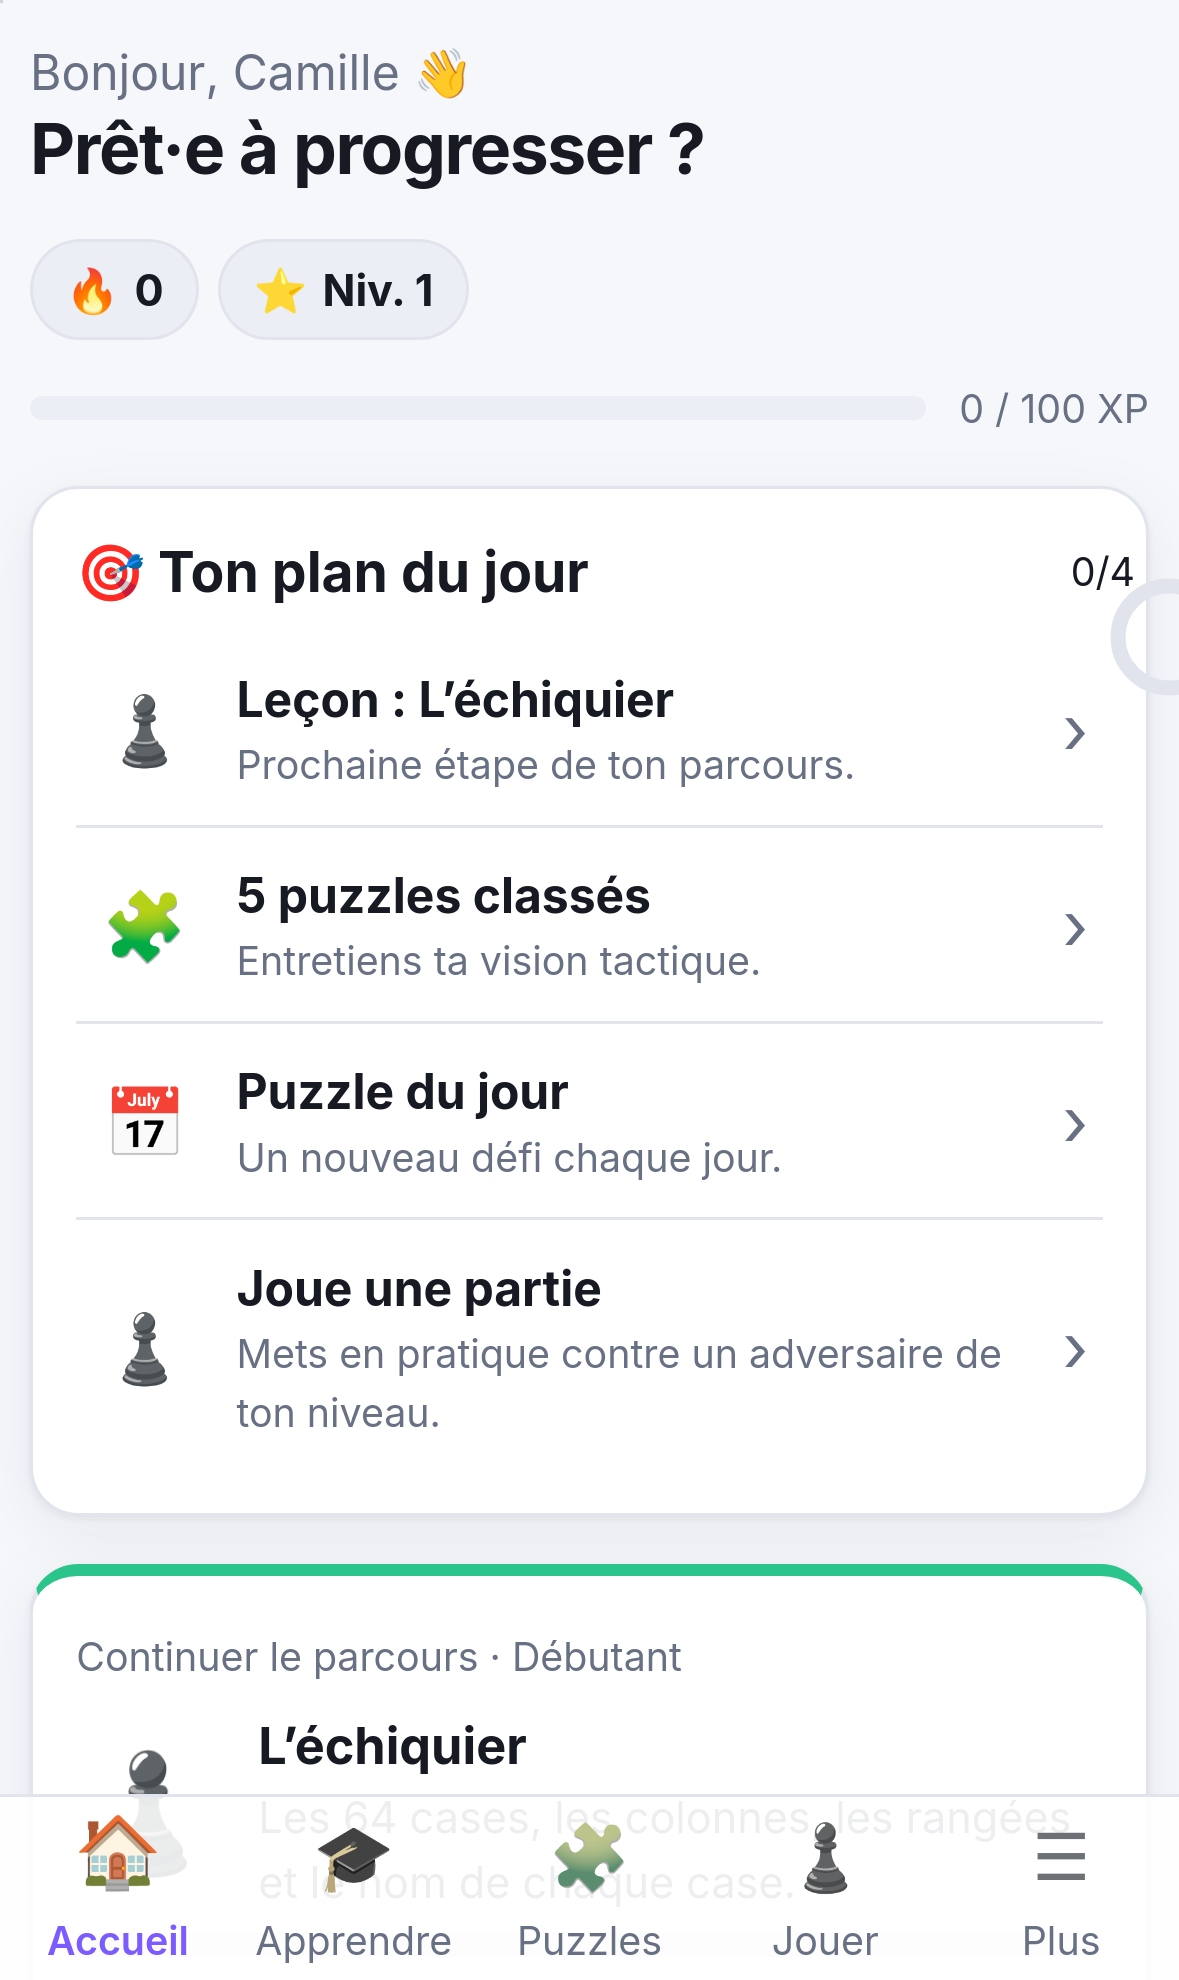 Bonjour, Camille 👋
Prêt·e à progresser ?
🔥 0
⭐ Niv. 1
0 / 100 XP
🎯 Ton plan du jour
0/4
Leçon : L’échiquier
Prochaine étape de ton parcours.
5 puzzles classés
Entretiens ta vision tactique.
July
17
Puzzle du jour
Un nouveau défi chaque jour.
Joue une partie
Mets en pratique contre un adversaire de
ton niveau.
Continuer le parcours · Débutant
L’échiquier
Les 64 cases, les colonnes, les rangées
et le nom de chaque case.
Accueil
Apprendre
Puzzles
Jouer
Plus